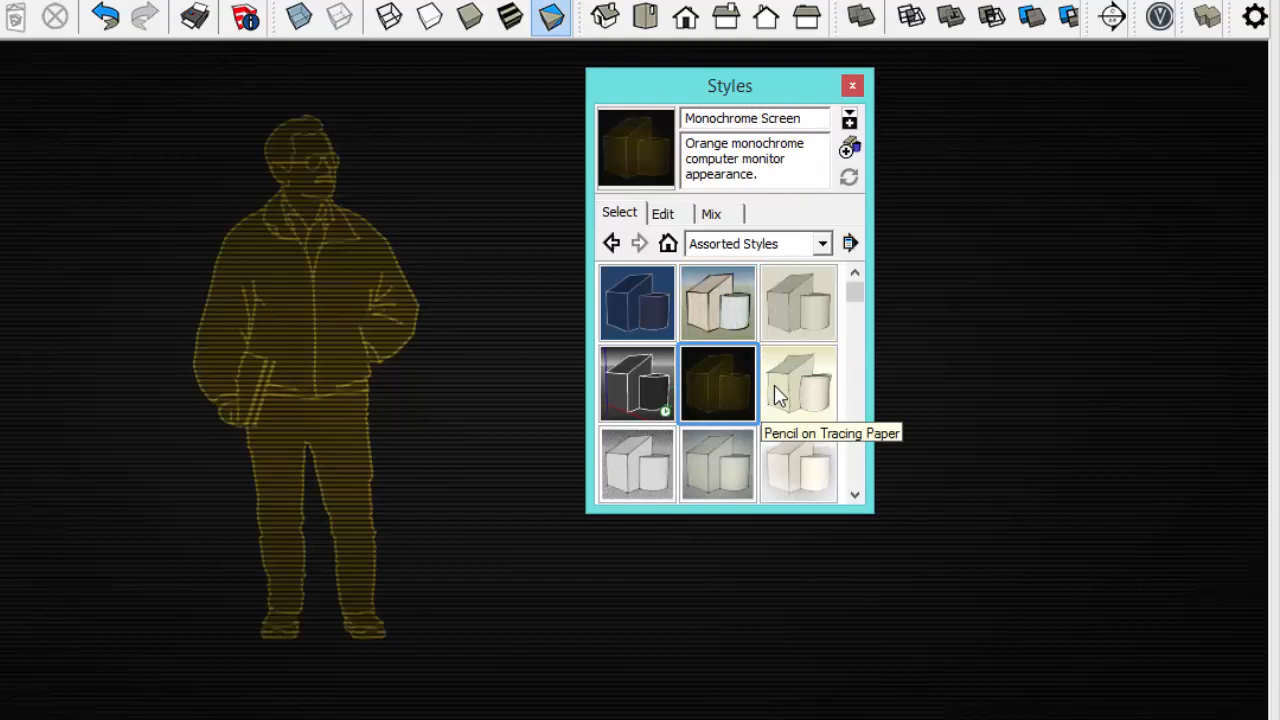 Styles
Monochrome Screen
Orange monochrome
computer monitor
appearance.
Select Edit Mix
Assorted Styles
Pencil on Tracing Paper